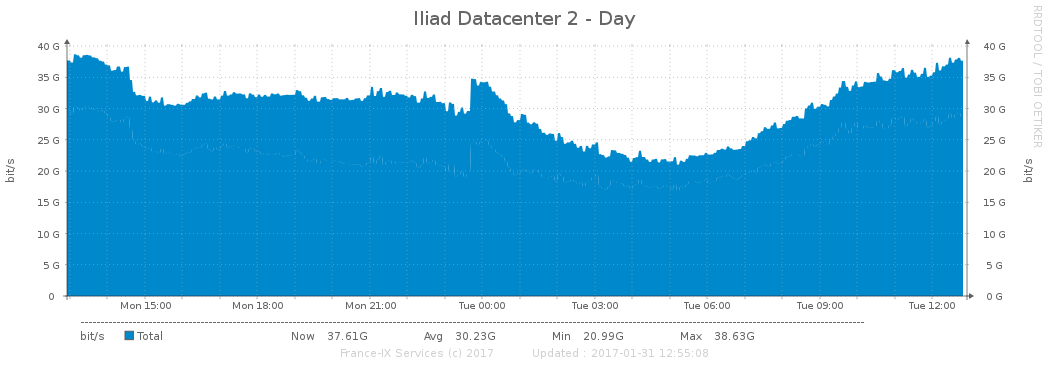 Iliad Datacenter 2 - Day
RRDTOOL / TOBI OETIKER
40 G 40 G
35 G 35 G
30 G 30 G
25 G 25 G
20 G 20 G
15 G 15 G
10 G 10 G
5 G 5 G
0 0 G
bit/s bit/s
Mon 15:00 Mon 18:00 Mon 21:00 Tue 00:00 Tue 03:00 Tue 06:00 Tue 09:00 Tue 12:00
bit/s Total Now 37.61G Avg 30.23G Min 20.99G Max 38.63G
France-IX Services (c) 2017 Updated : 2017-01-31 12:55:08